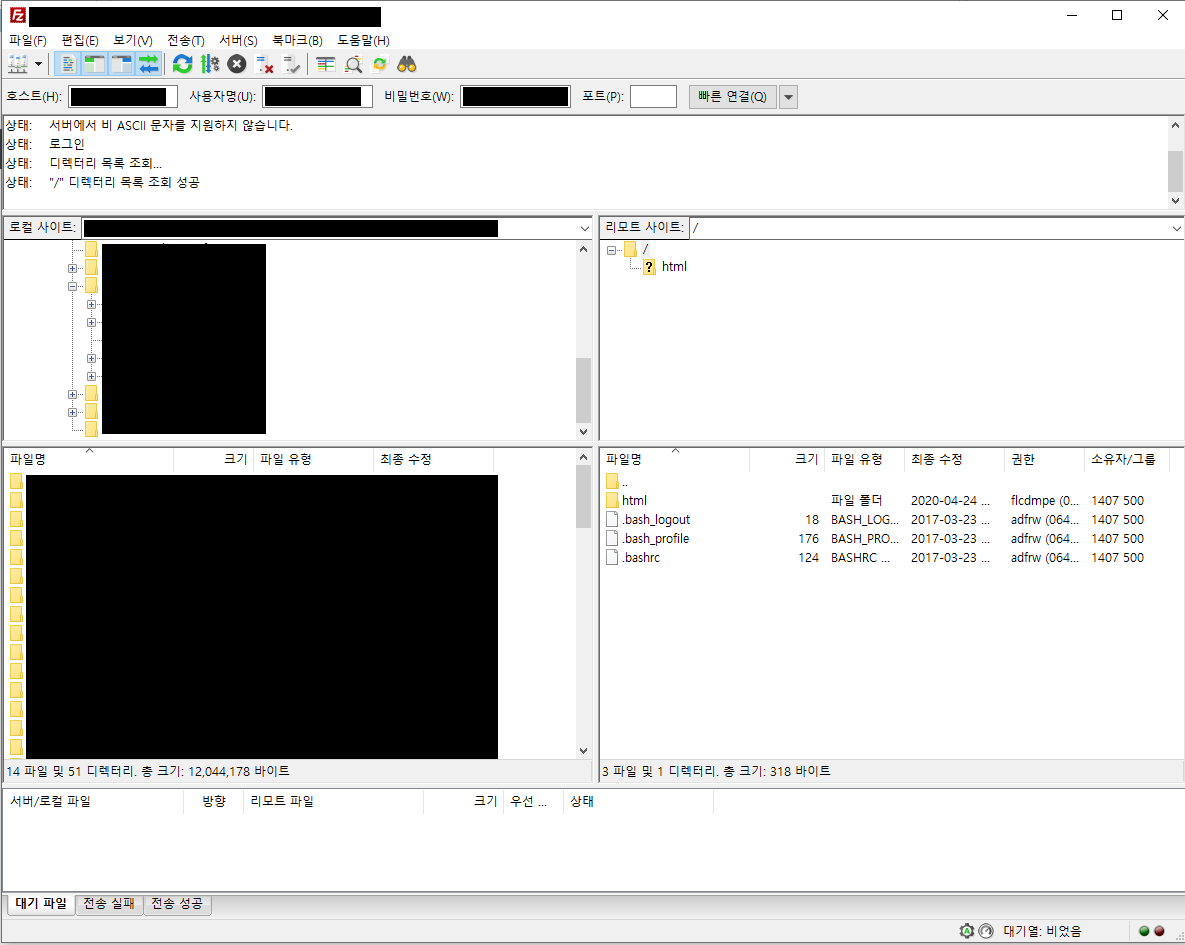 Fz
파일(F) 편집(E) 보기(V) 전송(T) 서버(S) 북마크(B) 도움말(H)
호스트(H): 사용자명(U): 비밀번호(W): 포트(P): 빠른 연결(Q)
상태: 서버에서 비 ASCII 문자를 지원하지 않습니다.
상태: 로그인
상태: 디렉터리 목록 조회...
상태: "/" 디렉터리 목록 조회 성공
로컬 사이트:
리모트 사이트: /
/
? html
파일명 크기 파일 유형 최종 수정
14 파일 및 51 디렉터리. 총 크기: 12,044,178 바이트
파일명 크기 파일 유형 최종 수정 권한 소유자/그룹
..
html 파일 폴더 2020-04-24 ... flcdmpe (0... 1407 500
.bash_logout 18 BASH_LOG... 2017-03-23 ... adfrw (064... 1407 500
.bash_profile 176 BASH_PRO... 2017-03-23 ... adfrw (064... 1407 500
.bashrc 124 BASHRC ... 2017-03-23 ... adfrw (064... 1407 500
3 파일 및 1 디렉터리. 총 크기: 318 바이트
서버/로컬 파일 방향 리모트 파일 크기 우선 ... 상태
대기 파일 전송 실패 전송 성공
대기열: 비었음